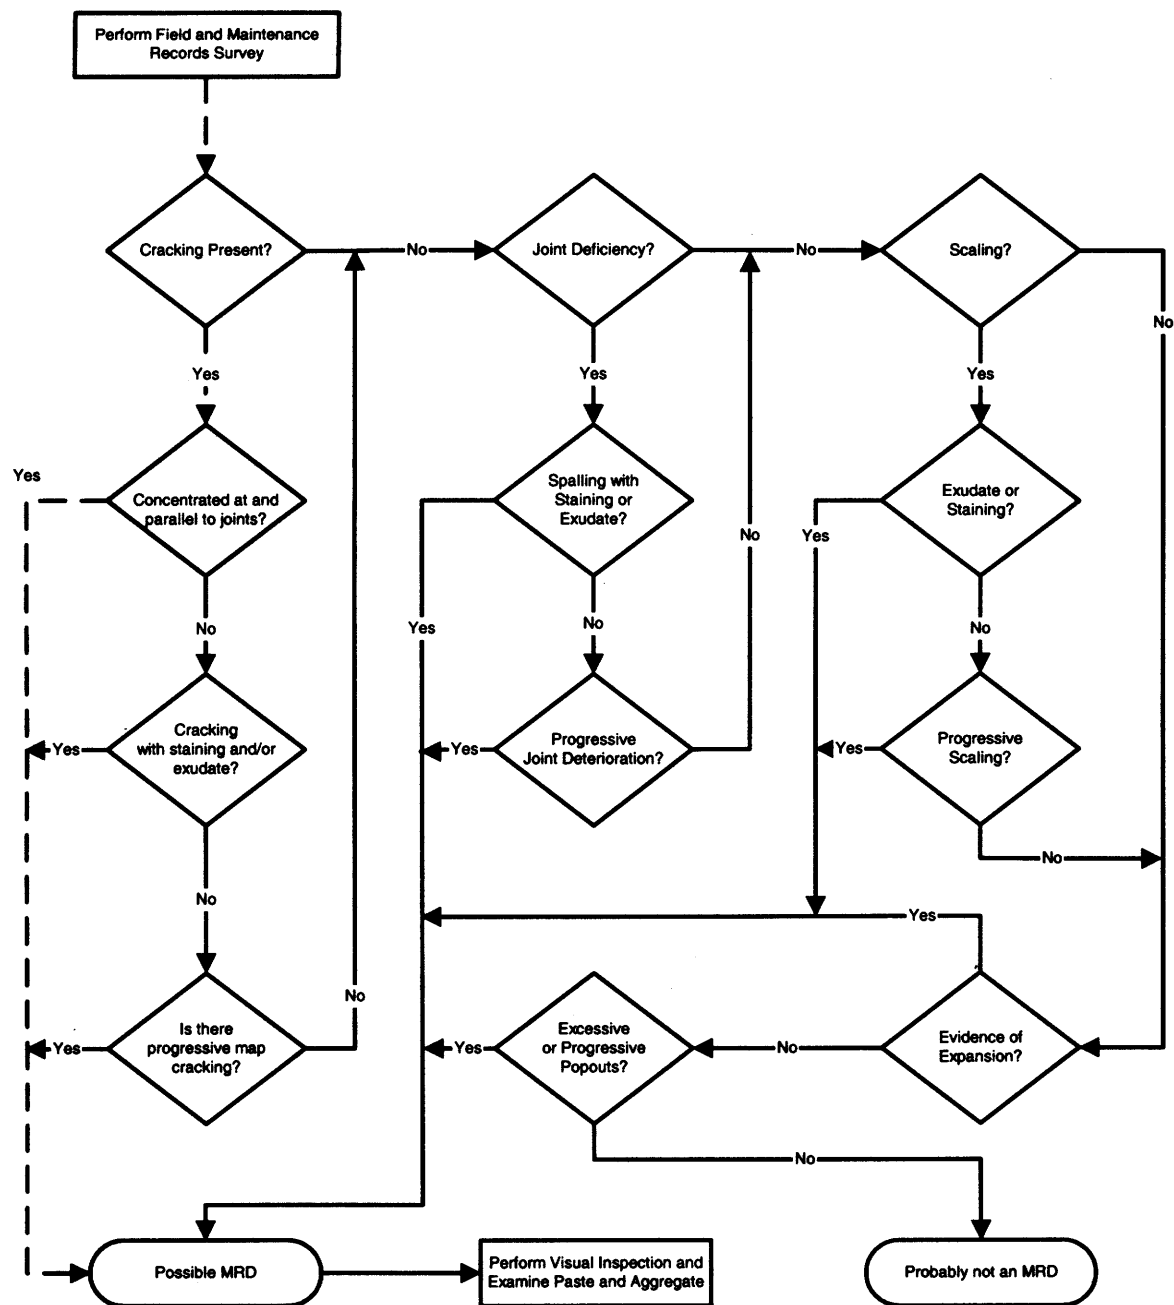 Perform Field and Maintenance
Records Survey
Cracking Present?
No
Joint Deficiency?
No
Scaling?
No
Yes
Yes
Yes
Yes
Concentrated at and
parallel to joints?
Spalling with
Staining or
Exudate?
No
Yes
Exudate or
Staining?
No
Yes
No
No
Yes
Cracking
with staining and/or
exudate?
Yes
Progressive
Joint Deterioration?
Yes
Progressive
Scaling?
No
No
Yes
No
Yes
Is there
progressive map
cracking?
Yes
Excessive
or Progressive
Popouts?
No
Evidence of
Expansion?
No
Possible MRD
Perform Visual Inspection and
Examine Paste and Aggregate
Probably not an MRD